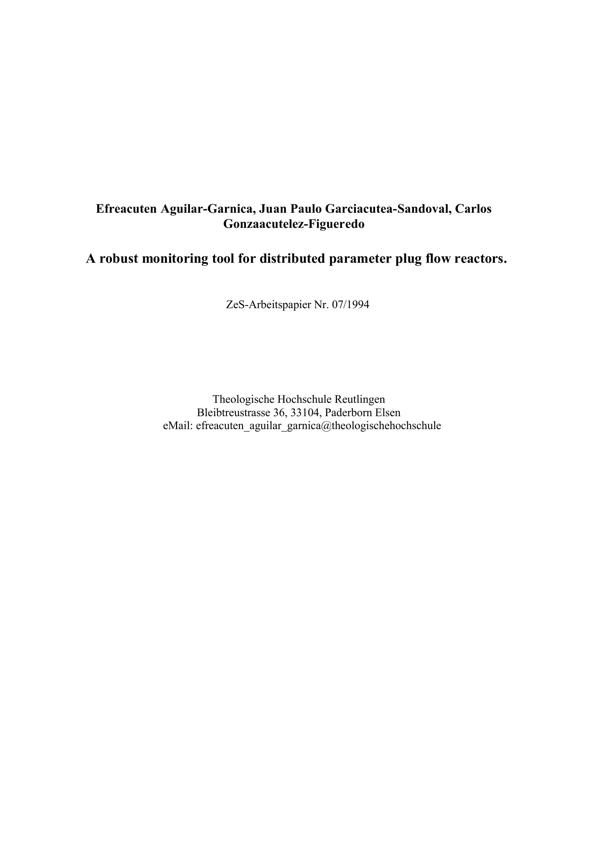 Efreacuten Aguilar-Garnica, Juan Paulo Garciacutea-Sandoval, Carlos
Gonzaacutelez-Figueredo
A robust monitoring tool for distributed parameter plug flow reactors.
ZeS-Arbeitspapier Nr. 07/1994
Theologische Hochschule Reutlingen
Bleibtreustrasse 36, 33104, Paderborn Elsen
eMail: efreacuten_aguilar_garnica@theologischehochschule